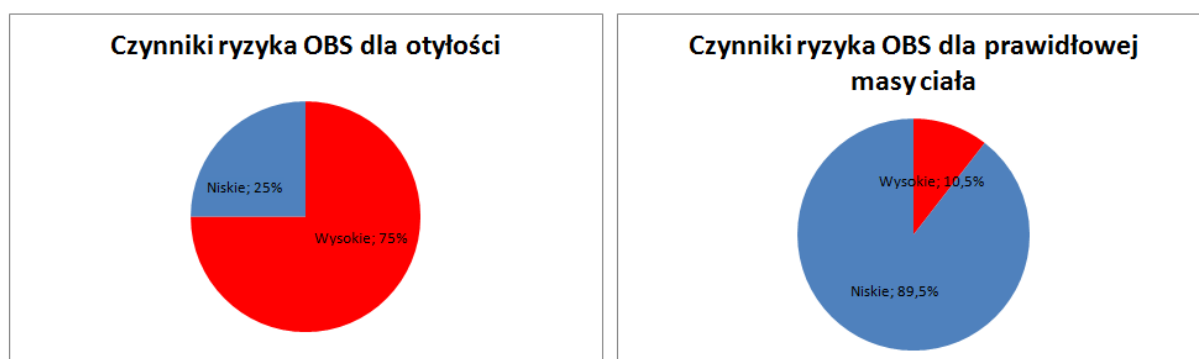 Czynniki ryzyka OBS dla otyłości
Niskie; 25%
Wysokie; 75%
Czynniki ryzyka OBS dla prawidłowej
masy ciała
Wysokie; 10,5%
Niskie; 89,5%